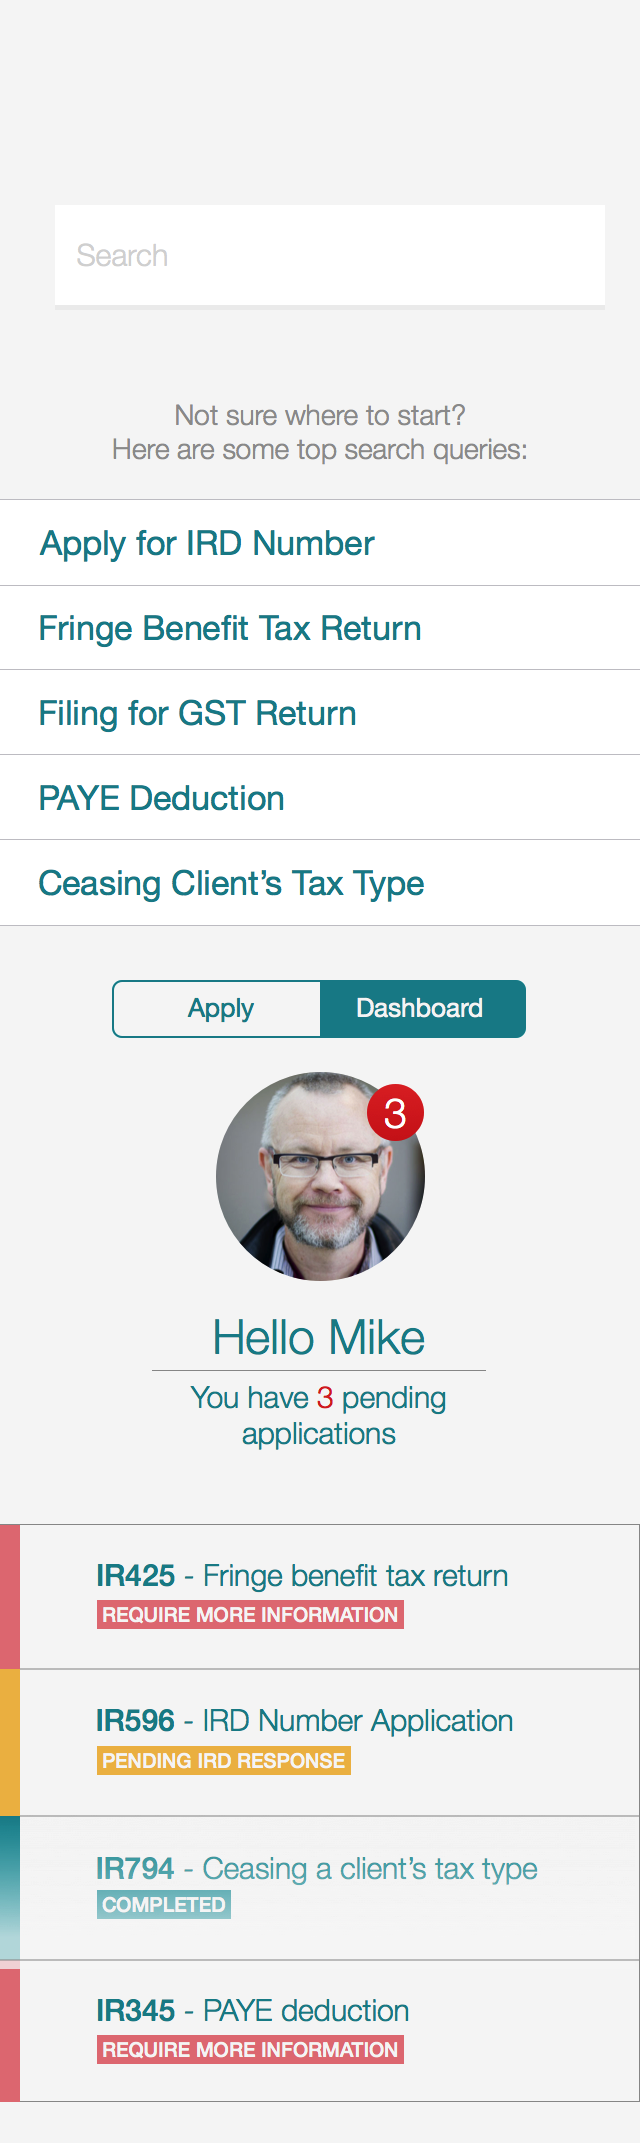 Search
Not sure where to start?
Here are some top search queries:
Apply for IRD Number
Fringe Benefit Tax Return
Filing for GST Return
PAYE Deduction
Ceasing Client’s Tax Type
Apply
Dashboard
3
Hello Mike
You have 3 pending
applications
IR425 - Fringe benefit tax return
REQUIRE MORE INFORMATION
IR596 - IRD Number Application
PENDING IRD RESPONSE
IR794 - Ceasing a client’s tax type
COMPLETED
IR345 - PAYE deduction
REQUIRE MORE INFORMATION